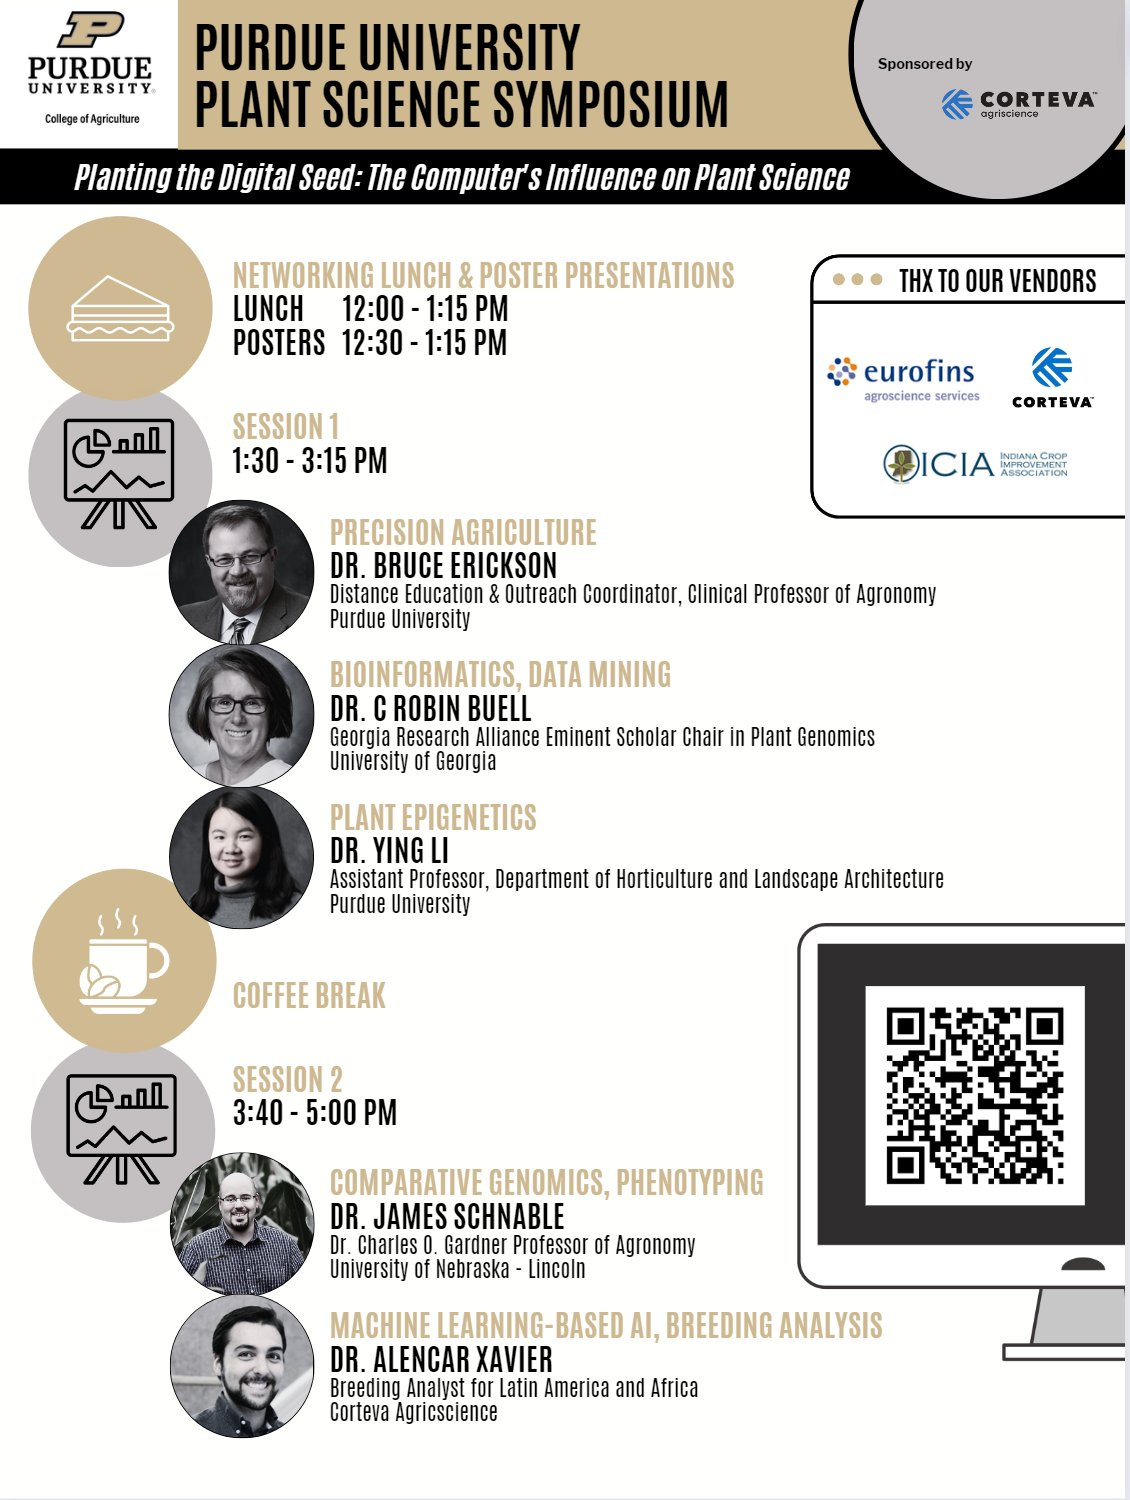 PURDUE
UNIVERSITY®
College of Agriculture
PURDUE UNIVERSITY
PLANT SCIENCE SYMPOSIUM
Sponsored by
CORTEVA™
agriscience
Planting the Digital Seed: The Computer's Influence on Plant Science
NETWORKING LUNCH & POSTER PRESENTATIONS
LUNCH 12:00 - 1:15 PM
POSTERS 12:30 - 1:15 PM
THX TO OUR VENDORS
eurofins
agroscience services
CORTEVA™
ICIA INDIANA CROP
IMPROVEMENT
ASSOCIATION
SESSION 1
1:30 - 3:15 PM
PRECISION AGRICULTURE
DR. BRUCE ERICKSON
Distance Education & Outreach Coordinator, Clinical Professor of Agronomy
Purdue University
BIOINFORMATICS, DATA MINING
DR. C ROBIN BUELL
Georgia Research Alliance Eminent Scholar Chair in Plant Genomics
University of Georgia
PLANT EPIGENETICS
DR. YING LI
Assistant Professor, Department of Horticulture and Landscape Architecture
Purdue University
COFFEE BREAK
SESSION 2
3:40 - 5:00 PM
COMPARATIVE GENOMICS, PHENOTYPING
DR. JAMES SCHNABLE
Dr. Charles O. Gardner Professor of Agronomy
University of Nebraska - Lincoln
MACHINE LEARNING-BASED AI, BREEDING ANALYSIS
DR. ALENCAR XAVIER
Breeding Analyst for Latin America and Africa
Corteva Agricscience